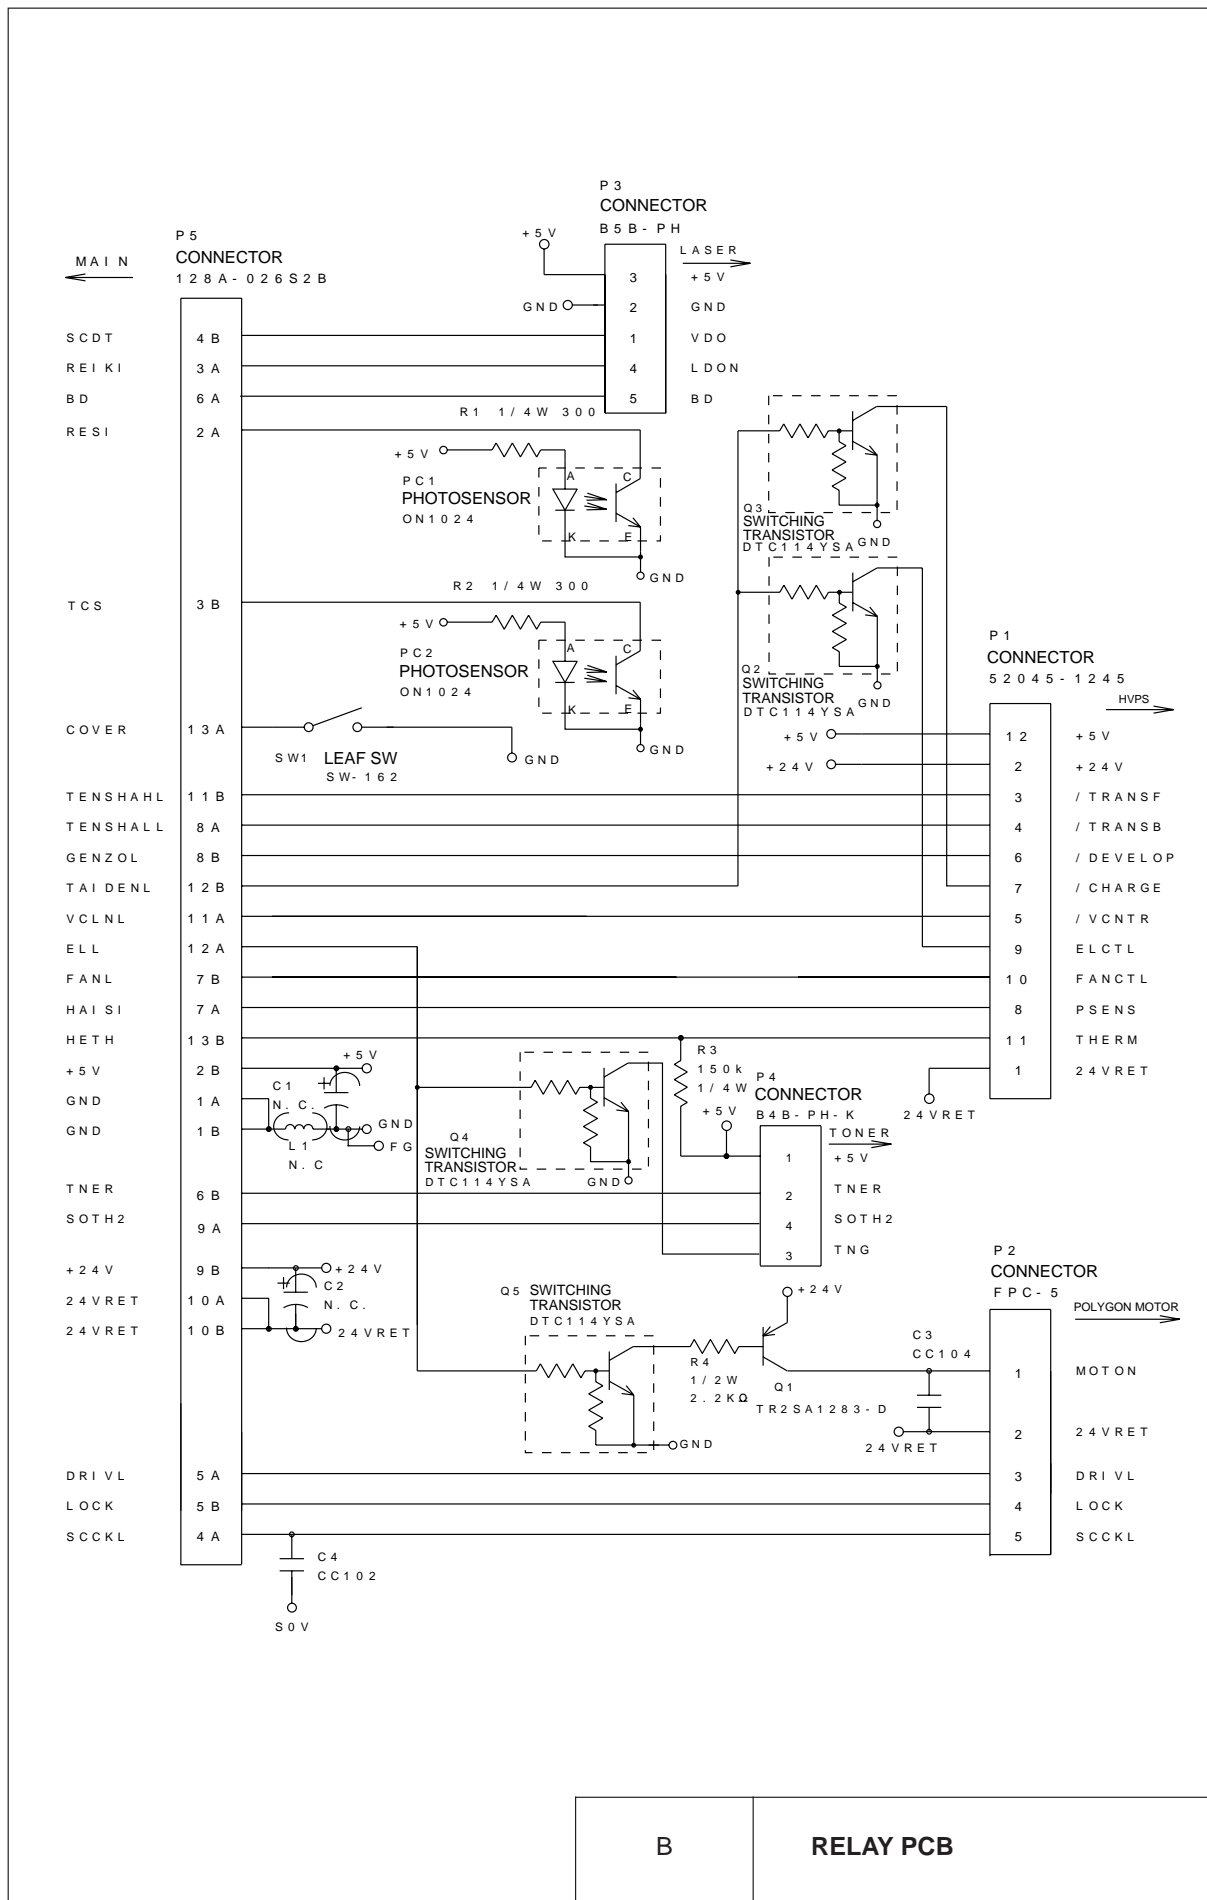 P3
CONNECTOR
B5B-PH
LASER
+5V
3 +5V
GND 2 GND
1 VDO
4 LDON
5 BD
P5
CONNECTOR
128A-026S2B
MAIN
SCDT 4B
REIKI 3A
BD 6A
RESI 2A
R1 1/4W 300
+5V
PC1
PHOTOSENSOR
ON1024
A C
K E
GND
Q3
SWITCHING
TRANSISTOR
DTC114YSA
GND
TCS 3B
R2 1/4W 300
+5V
PC2
PHOTOSENSOR
ON1024
A C
K E
GND
Q2
SWITCHING
TRANSISTOR
DTC114YSA
GND
P1
CONNECTOR
52045-1245
HVPS
COVER 13A
SW1 LEAF SW
SW-162
GND
+5V 12 +5V
+24V 2 +24V
TENSHAHL 11B 3 /TRANSF
TENSHALL 8A 4 /TRANSB
GENZOL 8B 6 /DEVELOP
TAIDENL 12B 7 /CHARGE
VCLNL 11A 5 /VCNTR
ELL 12A 9 ELCTL
FANL 7B 10 FANCTL
HAISI 7A 8 PSENS
HETH 13B 11 THERM
+5V 2B +5V
1 24VRET
24VRET
GND 1A
C1
+
N.C.
GND 1B GND
L1
N.C
FG
Q4
SWITCHING
TRANSISTOR
DTC114YSA
GND
R3
150k
1/4W
+5V
P4
CONNECTOR
B4B-PH-K
TONER
1 +5V
TNER 6B 2 TNER
SOTH2 9A 4 SOTH2
3 TNG
+24V 9B +24V
+
C2
24VRET 10A N.C.
24VRET 10B 24VRET
Q5 SWITCHING
TRANSISTOR
DTC114YSA
GND
R4
1/2W
2.2KΩ
+24V
Q1
TR2SA1283-D
C3
CC104
24VRET
P2
CONNECTOR
FPC-5
POLYGON MOTOR
1 MOTON
2 24VRET
DRIVL 5A 3 DRIVL
LOCK 5B 4 LOCK
SCCKL 4A 5 SCCKL
C4
CC102
S0V
B RELAY PCB